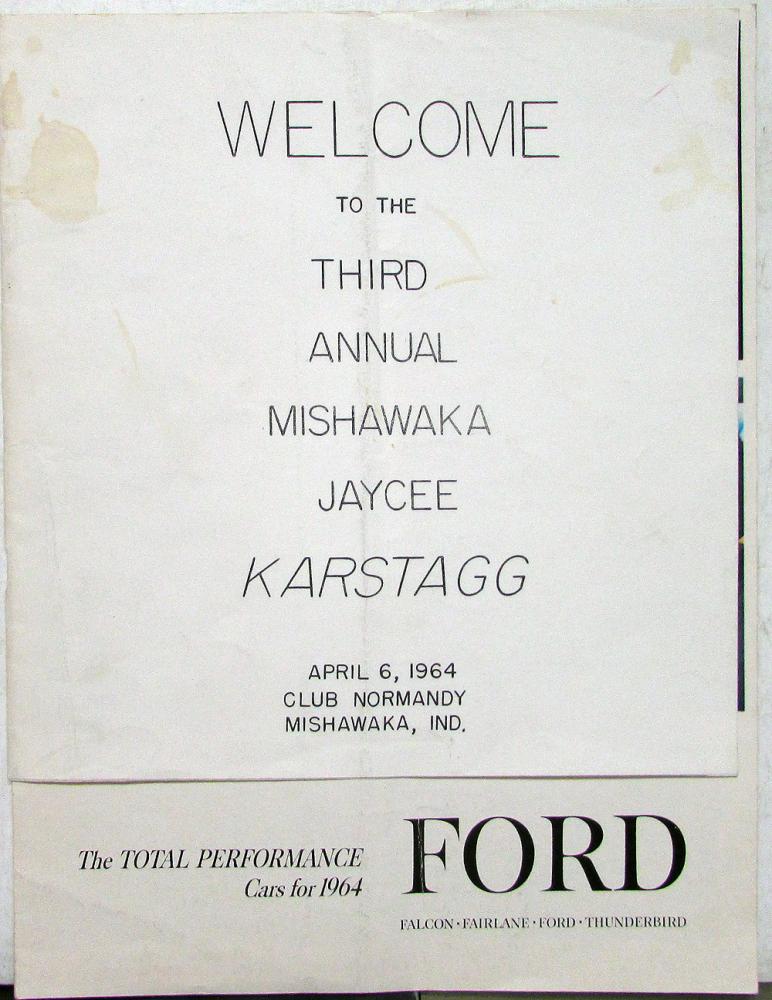 WELCOME
TO THE
THIRD
ANNUAL
MISHAWAKA
JAYCEE
KARSTAGG
APRIL 6, 1964
CLUB NORMANDY
MISHAWAKA, IND.
The TOTAL PERFORMANCE
Cars for 1964
FORD
FALCON · FAIRLANE · FORD · THUNDERBIRD